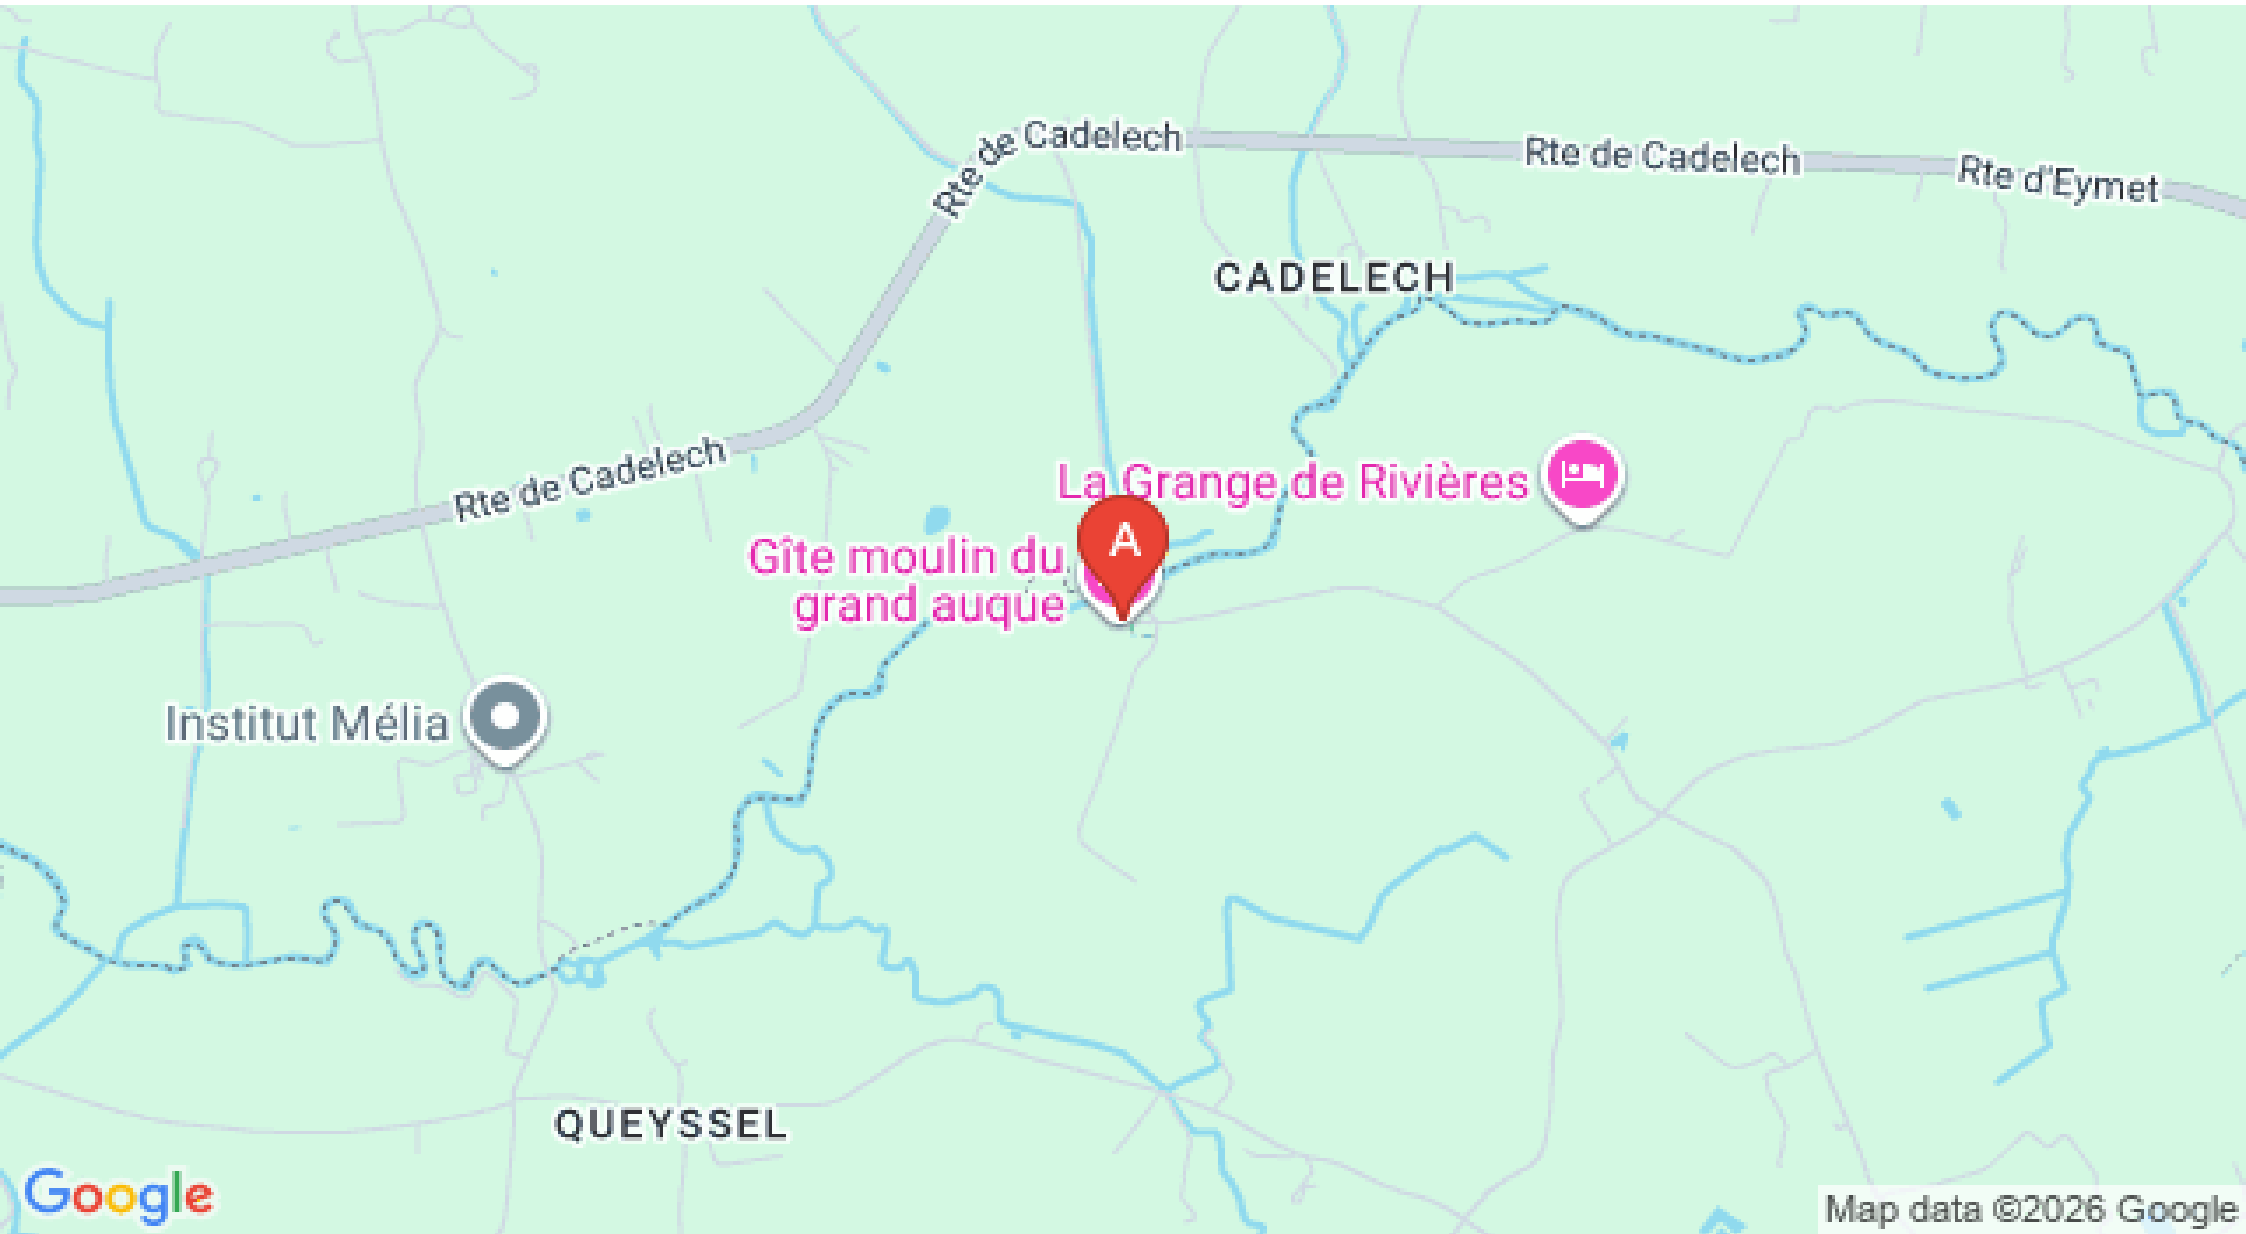 Rte de Cadelech
Rte de Cadelech
Rte d'Eymet
CADELECH
Rte de Cadelech
La Grange de Rivières
A
Gîte moulin du
grand auque
Institut Mélia
QUEYSSEL
Google
Map data ©2026 Google